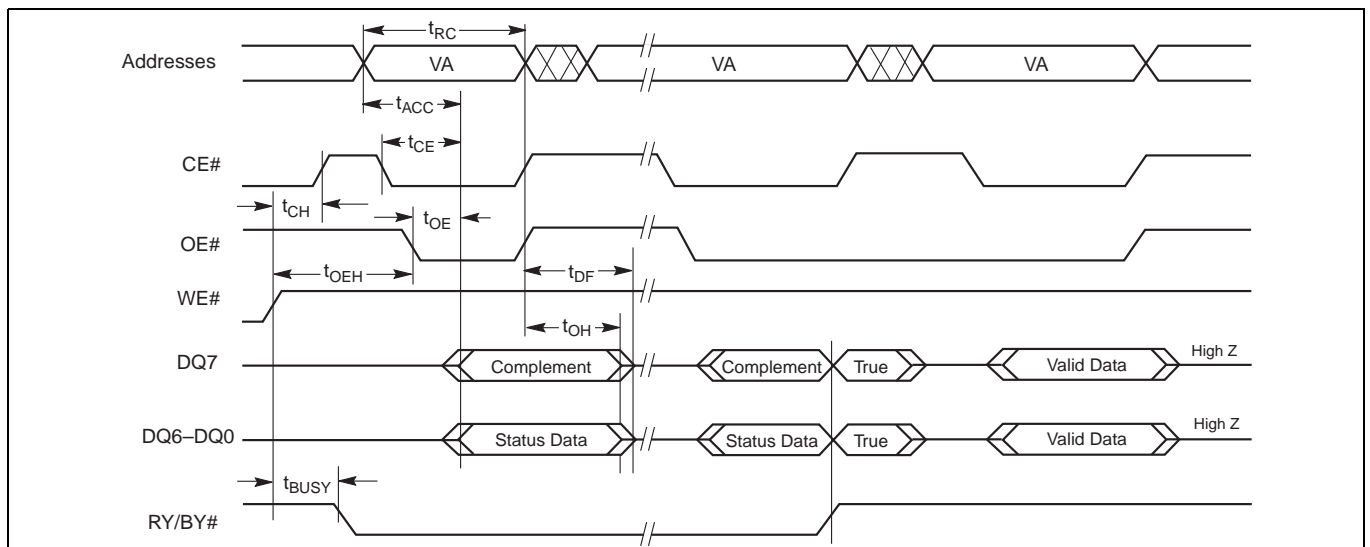 tRC
Addresses VA VA VA
tACC
tCE
CE#
tCH tOE
OE#
tOEH tDF
WE#
tOH
DQ7 Complement Complement True Valid Data High Z
DQ6–DQ0 Status Data Status Data True Valid Data High Z
tBUSY
RY/BY#